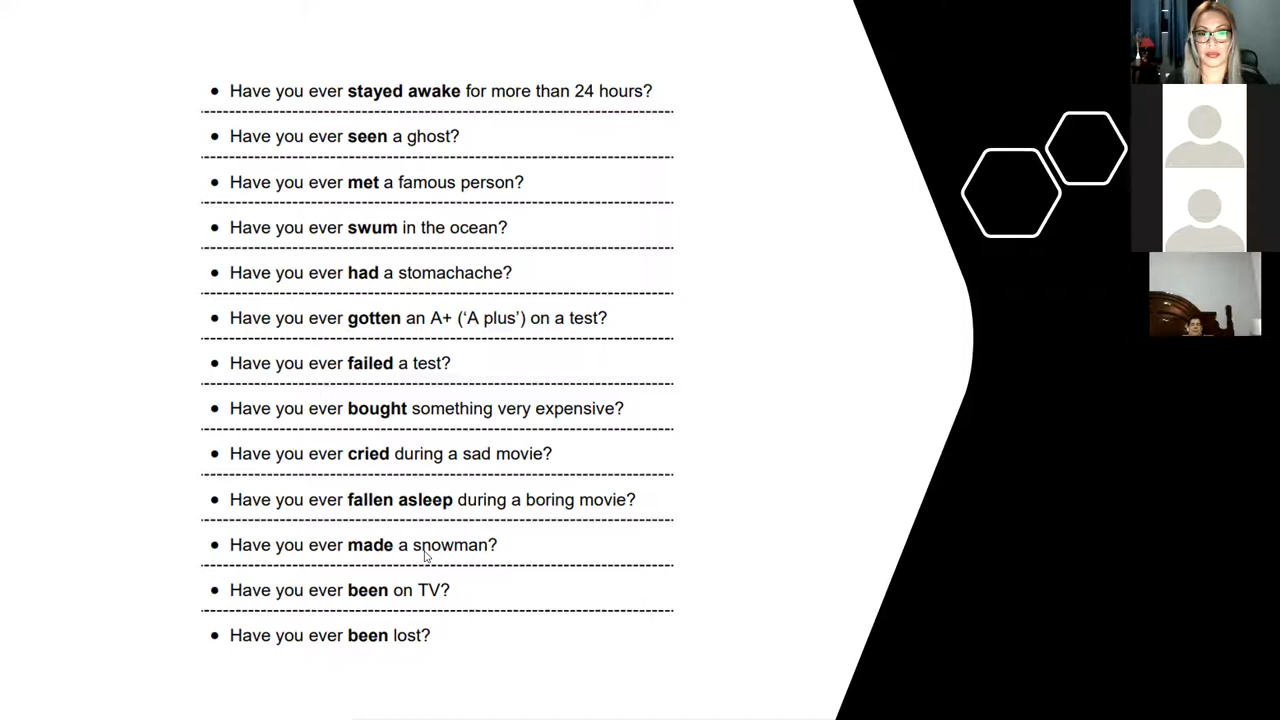 • Have you ever stayed awake for more than 24 hours?
• Have you ever seen a ghost?
• Have you ever met a famous person?
• Have you ever swum in the ocean?
• Have you ever had a stomachache?
• Have you ever gotten an A+ (‘A plus’) on a test?
• Have you ever failed a test?
• Have you ever bought something very expensive?
• Have you ever cried during a sad movie?
• Have you ever fallen asleep during a boring movie?
• Have you ever made a snowman?
• Have you ever been on TV?
• Have you ever been lost?